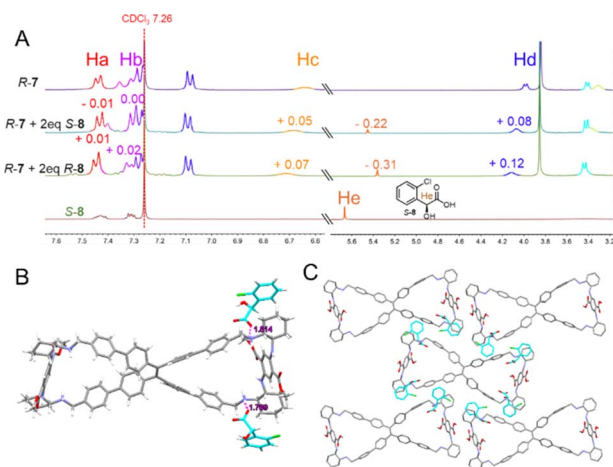 CDCl₃ 7.26
A
Ha Hb Hc Hd
R-7
- 0.01 0.00 + 0.05 - 0.22 + 0.08
R-7 + 2eq S-8
+ 0.01 + 0.02 + 0.07 - 0.31 + 0.12
R-7 + 2eq R-8
He
Cl
He O
OH
S-8 OH
S-8
7.6 7.5 7.4 7.3 7.2 7.1 7.0 6.9 6.8 6.7 6.6 5.6 5.4 5.2 5.0 4.8 4.6 4.4 4.2 4.0 3.8 3.6 3.4 3.2
B
C
1.814